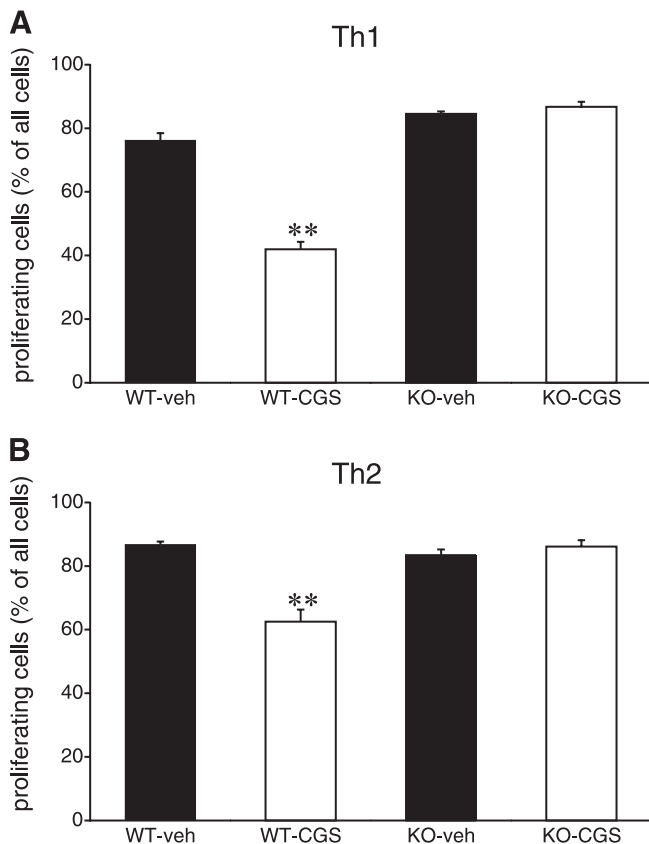 A
Th1
proliferating cells (% of all cells)
100
80
60
40
20
0
**
WT-veh WT-CGS KO-veh KO-CGS
B
Th2
proliferating cells (% of all cells)
100
80
60
40
20
0
**
WT-veh WT-CGS KO-veh KO-CGS